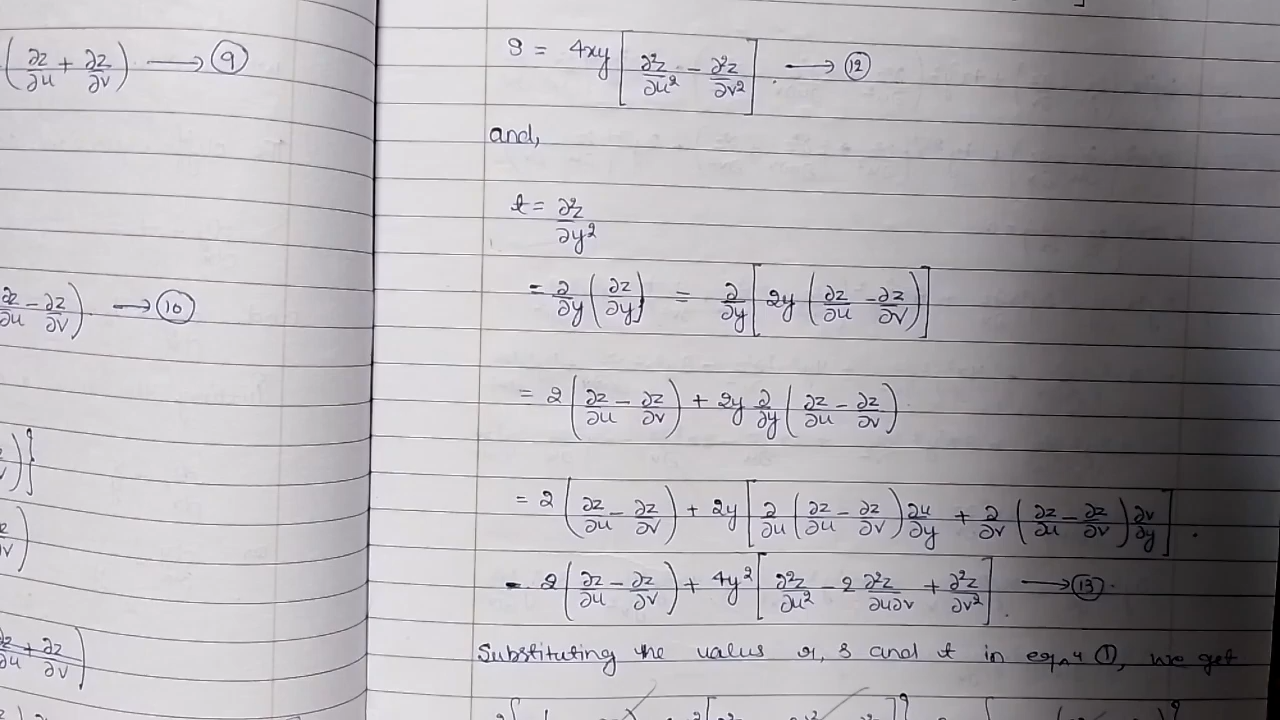 (∂z/∂u + ∂z/∂v) ⟶ (9)
∂z/∂u - ∂z/∂v) ⟶ (10)
∂z/∂u + ∂z/∂v)
s = 4xy [∂²z/∂u² - ∂²z/∂v²]. ⟶ (12)
and,
t = ∂²z/∂y²
= ∂/∂y (∂z/∂y) = ∂/∂y [2y (∂z/∂u - ∂z/∂v)]
= 2 (∂z/∂u - ∂z/∂v) + 2y ∂/∂y (∂z/∂u - ∂z/∂v).
= 2 (∂z/∂u - ∂z/∂v) + 2y [∂/∂u (∂z/∂u - ∂z/∂v) ∂u/∂y + ∂/∂v (∂z/∂u - ∂z/∂v) ∂v/∂y].
= 2 (∂z/∂u - ∂z/∂v) + 4y² [∂²z/∂u² - 2 ∂²z/∂u∂v + ∂²z/∂v²]. ⟶ (13).
Substituting the values r, s and t in eqn (1), we get